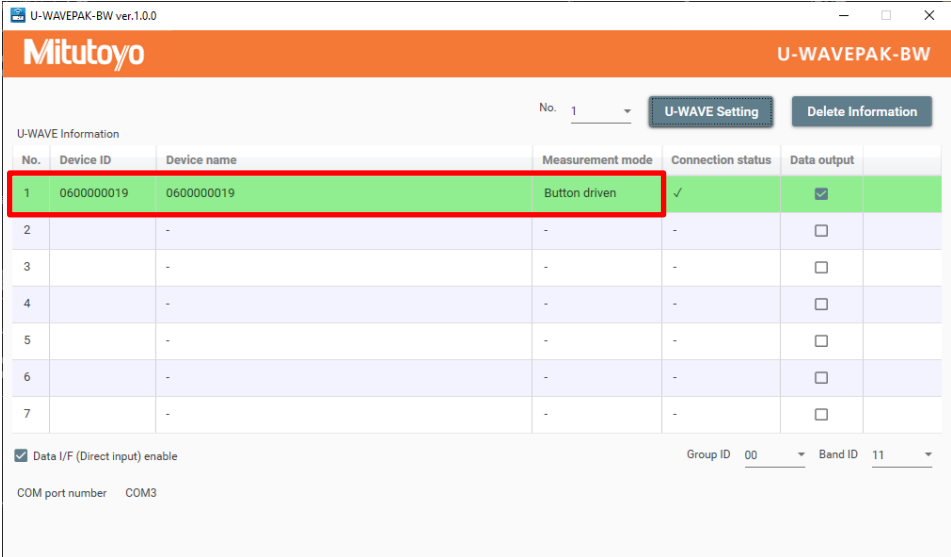 U-WAVEPAK-BW ver.1.0.0
Mitutoyo
U-WAVEPAK-BW
No. 1 U-WAVE Setting Delete Information
U-WAVE Information
No. Device ID Device name Measurement mode Connection status Data output
1 0600000019 0600000019 Button driven ✓
2 - - -
3 - - -
4 - - -
5 - - -
6 - - -
7 - - -
Data I/F (Direct input) enable Group ID 00 Band ID 11
COM port number COM3